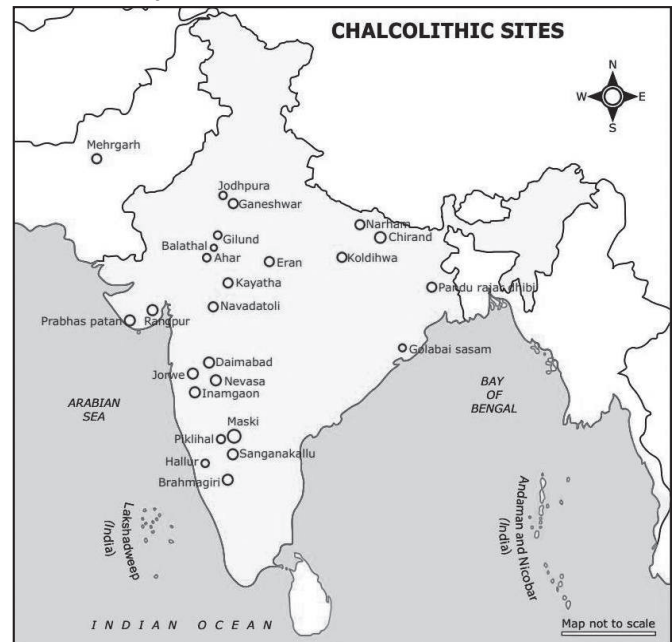 CHALCOLITHIC SITES
N
W
E
S
Mehrgarh
Jodhpura
Ganeshwar
Narham
Chirand
Gilund
Balathal
Ahar
Eran
Koldihwa
Kayatha
Pandu rajar dhibi
Navadatoli
Prabhas patan
Rangpur
Golabai sasam
Daimabad
Jorwe
Nevasa
Inamgaon
ARABIAN
SEA
BAY
OF
BENGAL
Maski
Piklihal
Sanganakallu
Hallur
Brahmagiri
Lakshadweep
(India)
Andaman and Nicobar
(India)
INDIAN OCEAN
Map not to scale